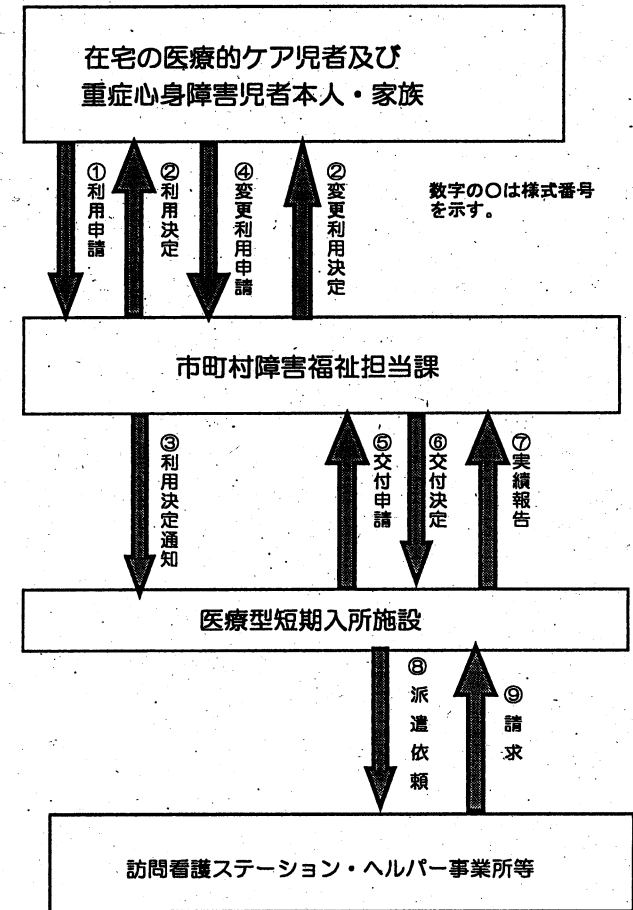 在宅の医療的ケア児者及び
重症心身障害児者本人・家族
①利用申請
②利用決定
④変更利用申請
②変更利用決定
数字の〇は様式番号
を示す。
市町村障害福祉担当課
③利用決定通知
⑤交付申請
⑥交付決定
⑦実績報告
医療型短期入所施設
⑧派遣依頼
⑨請求
訪問看護ステーション・ヘルパー事業所等